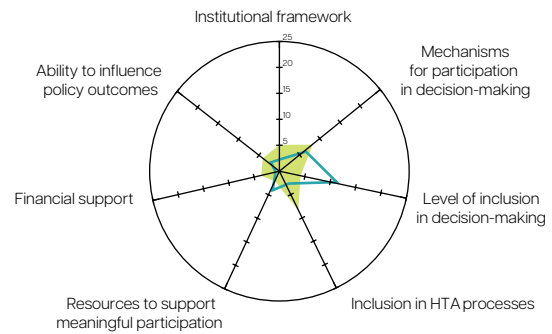 Institutional framework
25
20
15
10
5
Mechanisms
for participation
in decision-making
Level of inclusion
in decision-making
Inclusion in HTA processes
Resources to support
meaningful participation
Financial support
Ability to influence
policy outcomes